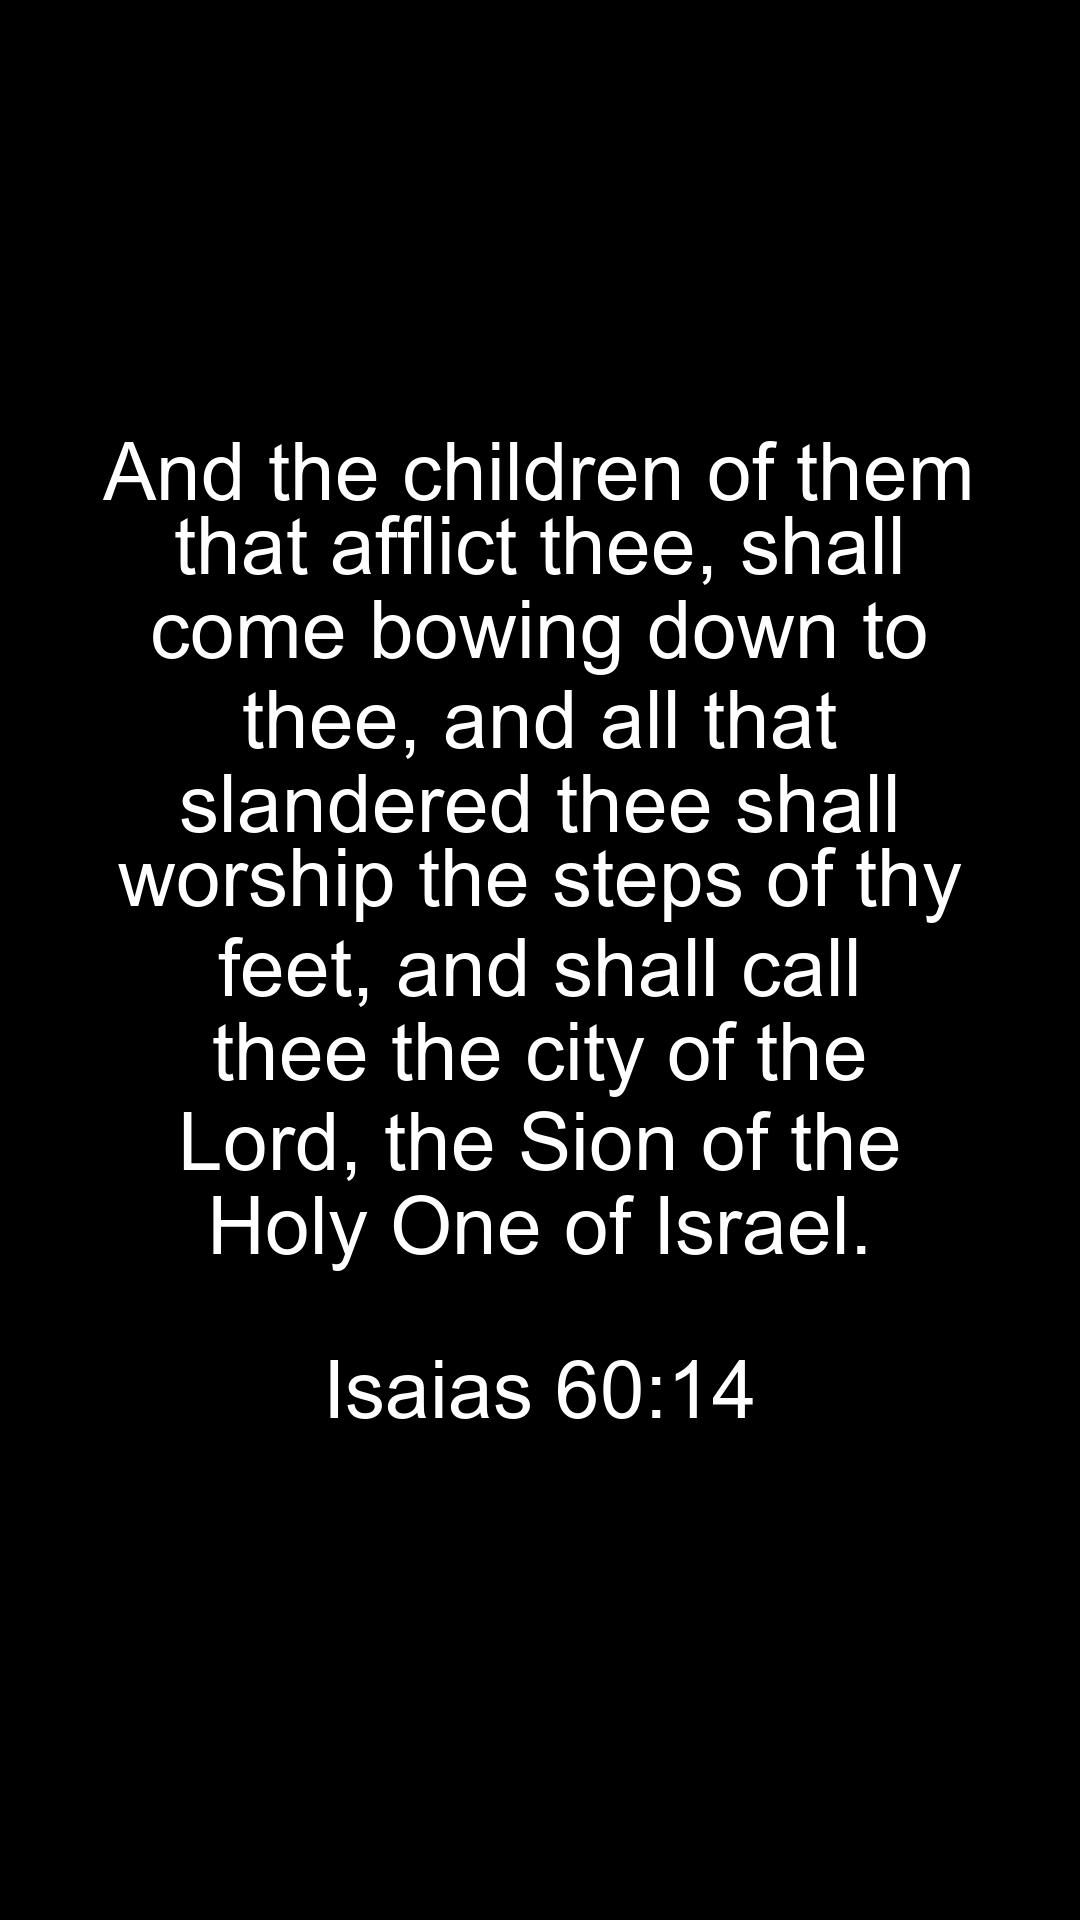 And the children of them
that afflict thee, shall
come bowing down to
thee, and all that
slandered thee shall
worship the steps of thy
feet, and shall call
thee the city of the
Lord, the Sion of the
Holy One of Israel.
Isaias 60:14